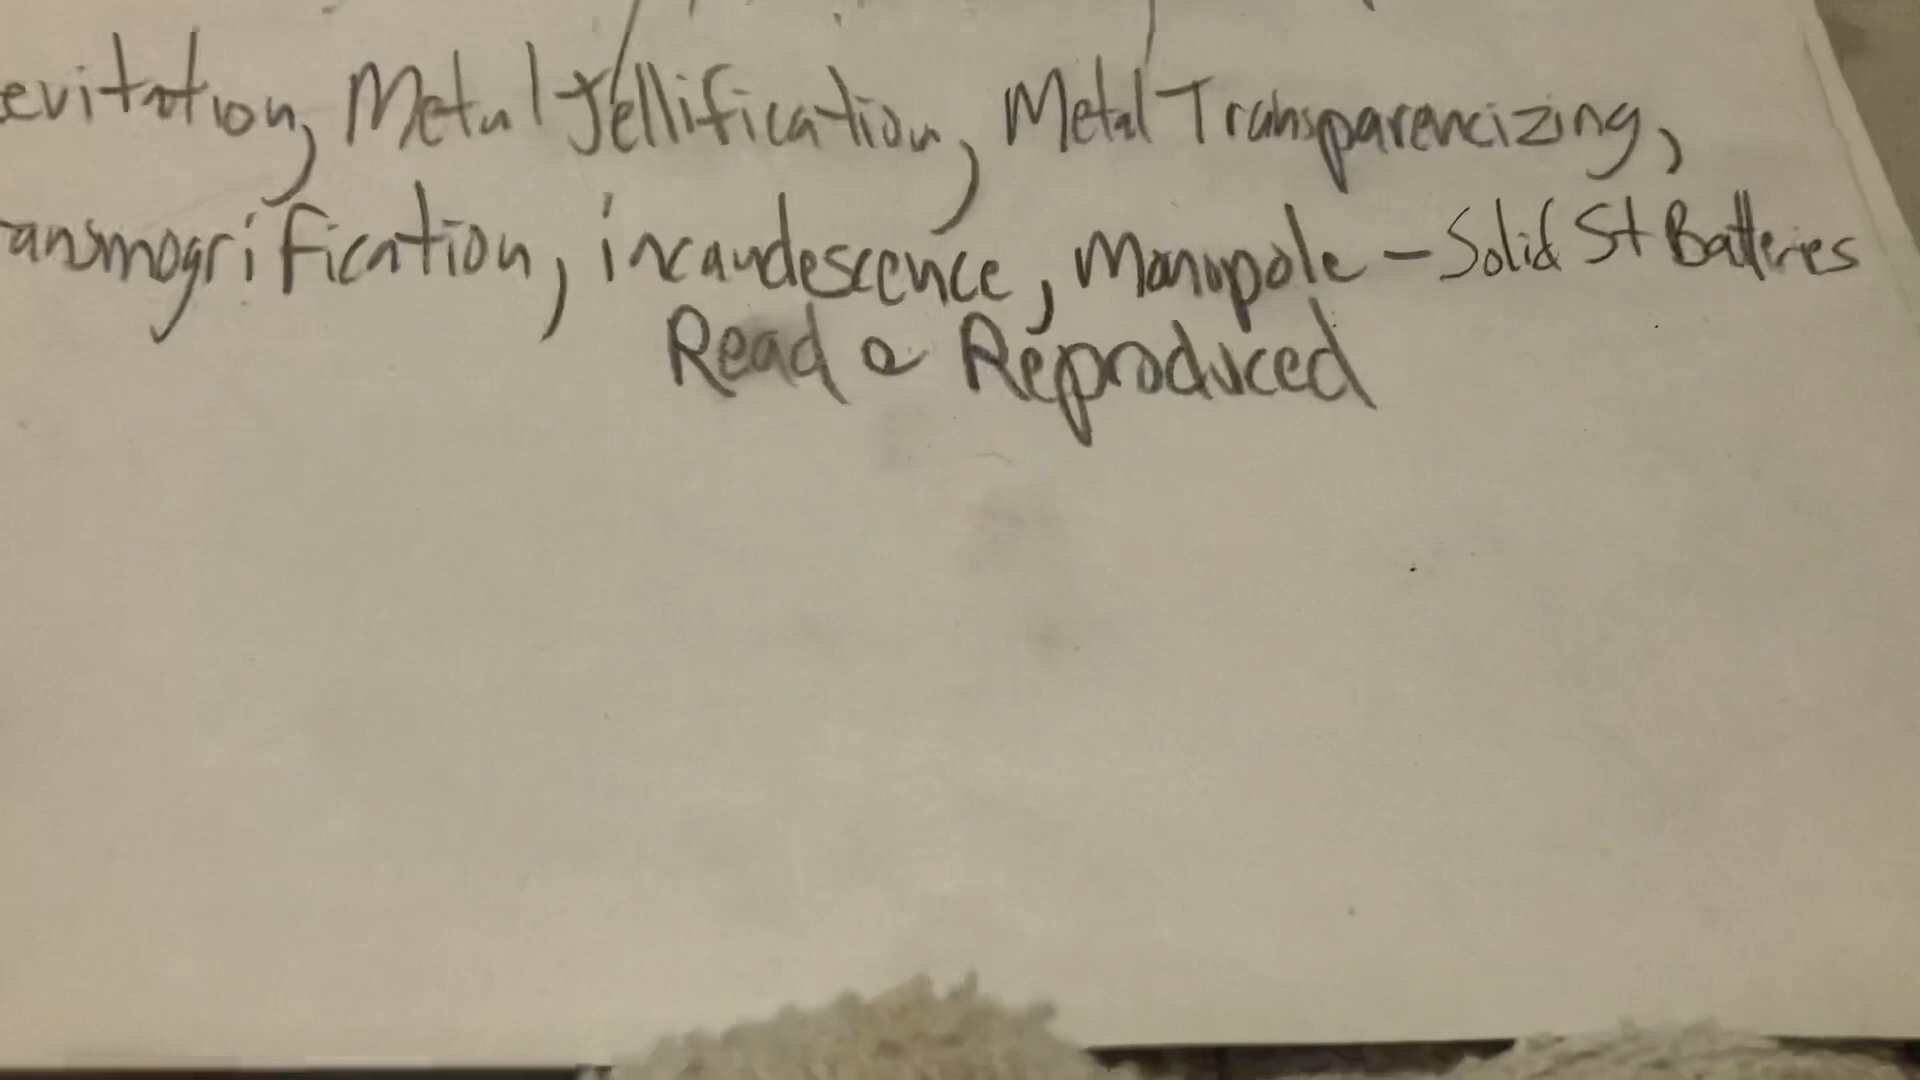 evitation, Metal Jellification, Metal Transparencizing,
ansmogrification, incandescence, Monopole - Solid St Batteries
Read a Reproduced